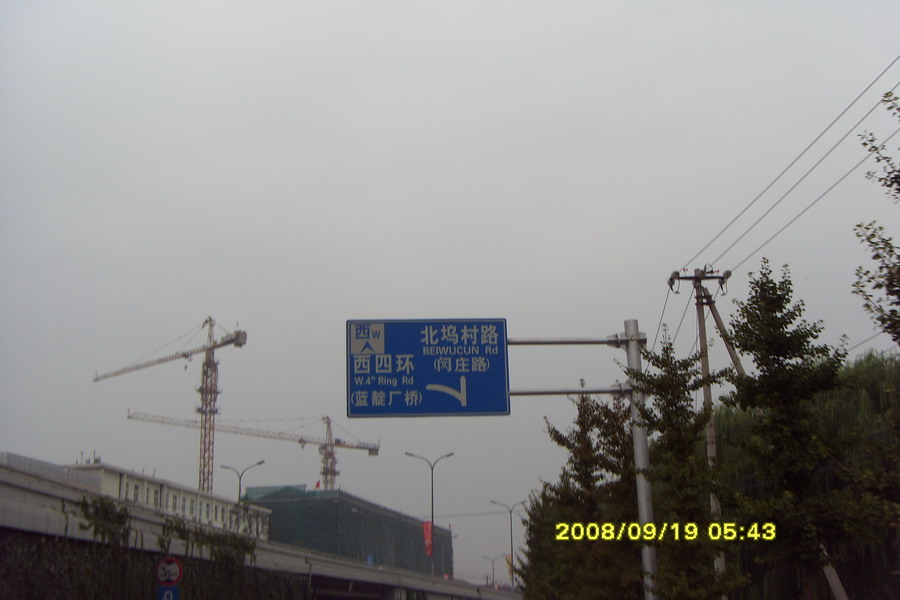 西W
西四环
W.4th Ring Rd
(蓝靛厂桥)
北坞村路
BEIWUCUN Rd
(闵庄路)
2008/09/19 05:43